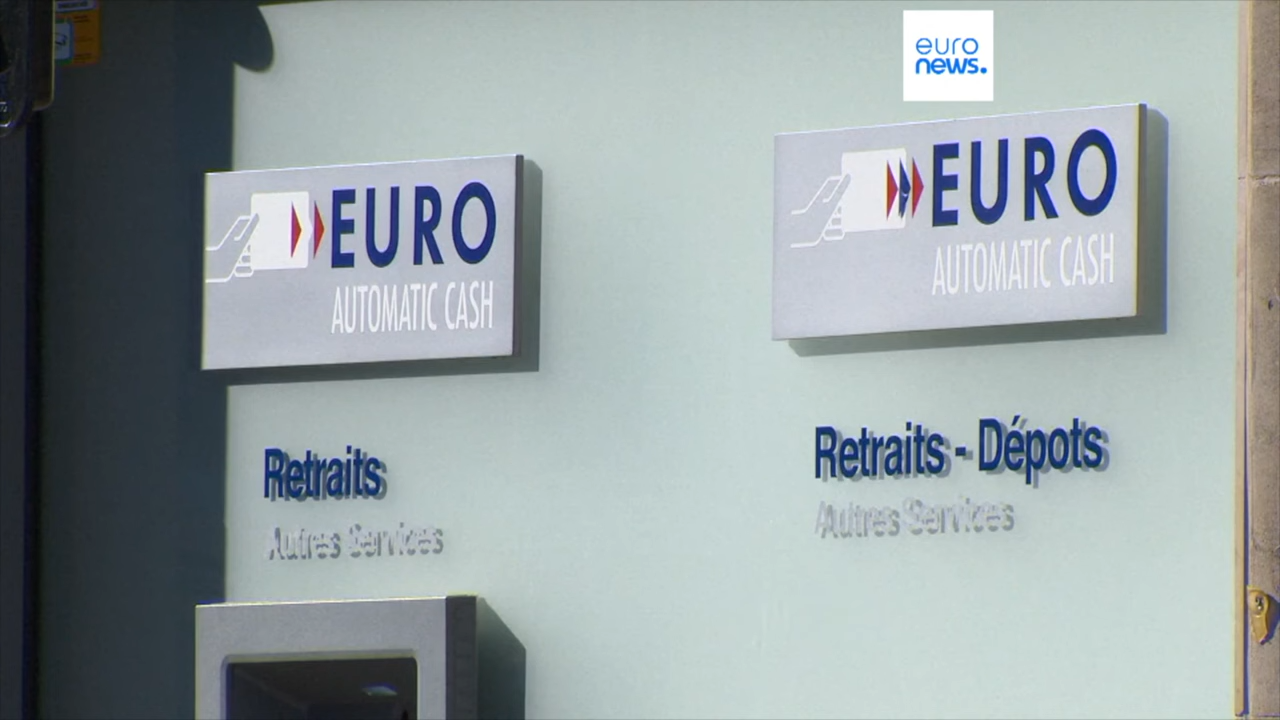 euro
news.
EURO
AUTOMATIC CASH
Retraits
Autres Services
EURO
AUTOMATIC CASH
Retraits - Dépots
Autres Services